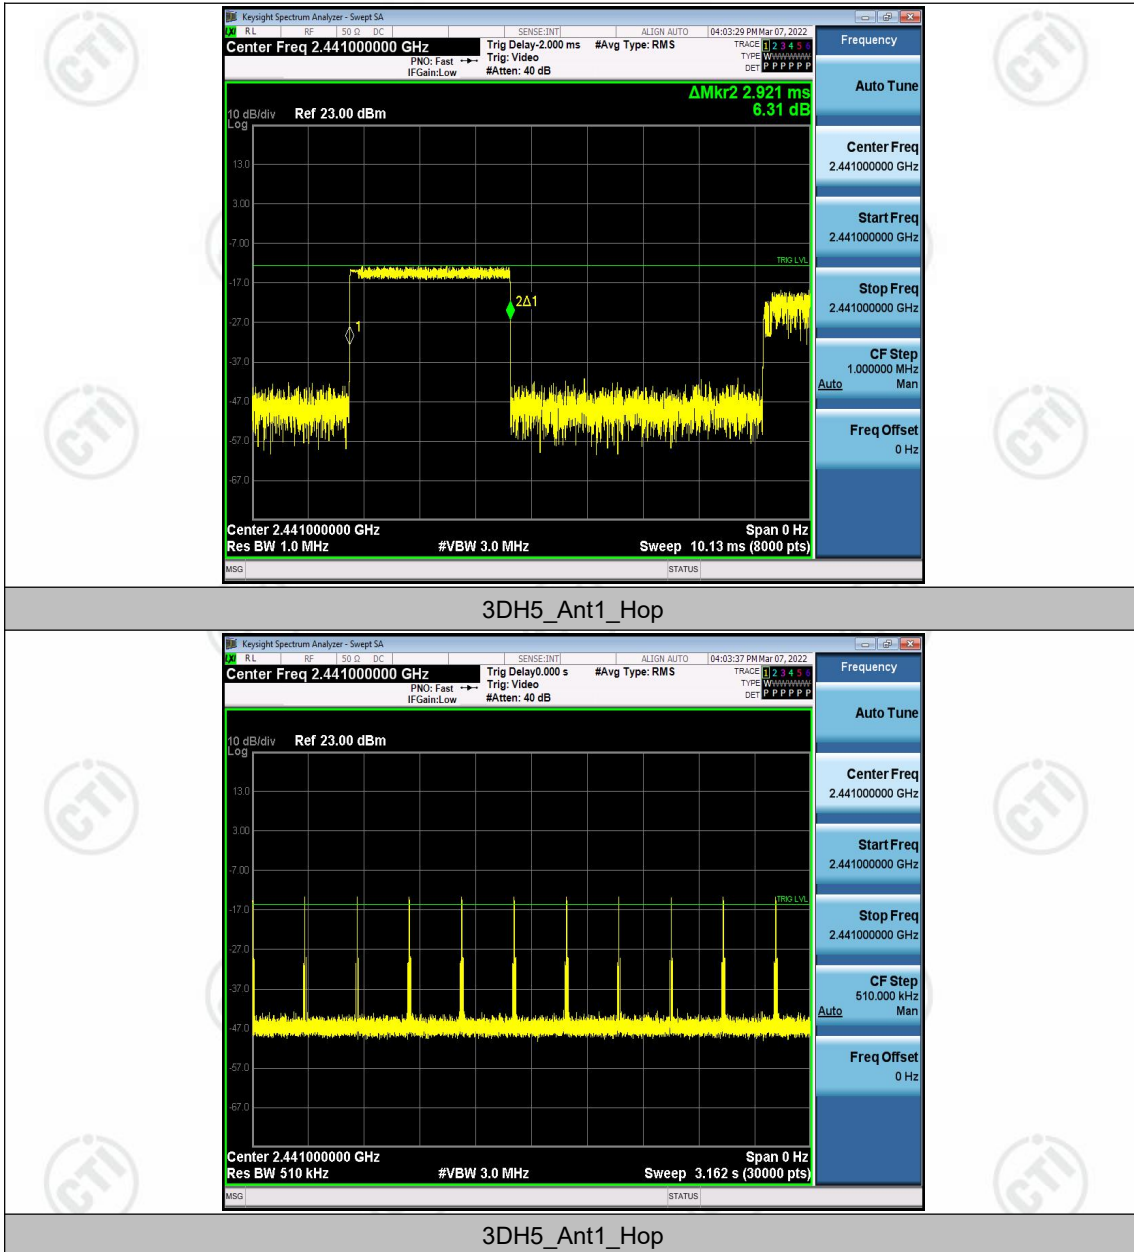 Keysight Spectrum Analyzer - Swept SA
LXI RL RF 50 Ω DC SENSE:INT ALIGN AUTO 04:03:29 PM Mar 07, 2022
Center Freq 2.441000000 GHz
Trig Delay-2.000 ms #Avg Type: RMS TRACE 1 2 3 4 5 6
PNO: Fast Trig: Video TYPE WWWWWW
IFGain:Low #Atten: 40 dB DET P P P P P P
Frequency
Auto Tune
ΔMkr2 2.921 ms
6.31 dB
10 dB/div Ref 23.00 dBm
Log
13.0
3.00
-7.00
-17.0
-27.0
-37.0
-47.0
-57.0
-67.0
TRIG LVL
1
2Δ1
Center Freq
2.441000000 GHz
Start Freq
2.441000000 GHz
Stop Freq
2.441000000 GHz
CF Step
1.000000 MHz
Auto Man
Freq Offset
0 Hz
Center 2.441000000 GHz Span 0 Hz
Res BW 1.0 MHz #VBW 3.0 MHz Sweep 10.13 ms (8000 pts)
MSG STATUS
3DH5_Ant1_Hop
Keysight Spectrum Analyzer - Swept SA
LXI RL RF 50 Ω DC SENSE:INT ALIGN AUTO 04:03:37 PM Mar 07, 2022
Center Freq 2.441000000 GHz
Trig Delay0.000 s #Avg Type: RMS TRACE 1 2 3 4 5 6
PNO: Fast Trig: Video TYPE WWWWWW
IFGain:Low #Atten: 40 dB DET P P P P P P
Frequency
Auto Tune
10 dB/div Ref 23.00 dBm
Log
13.0
3.00
-7.00
-17.0
-27.0
-37.0
-47.0
-57.0
-67.0
TRIG LVL
Center Freq
2.441000000 GHz
Start Freq
2.441000000 GHz
Stop Freq
2.441000000 GHz
CF Step
510.000 kHz
Auto Man
Freq Offset
0 Hz
Center 2.441000000 GHz Span 0 Hz
Res BW 510 kHz #VBW 3.0 MHz Sweep 3.162 s (30000 pts)
MSG STATUS
3DH5_Ant1_Hop
CTI
CTI
CTI
CTI
CTI
CTI
CTI
CTI